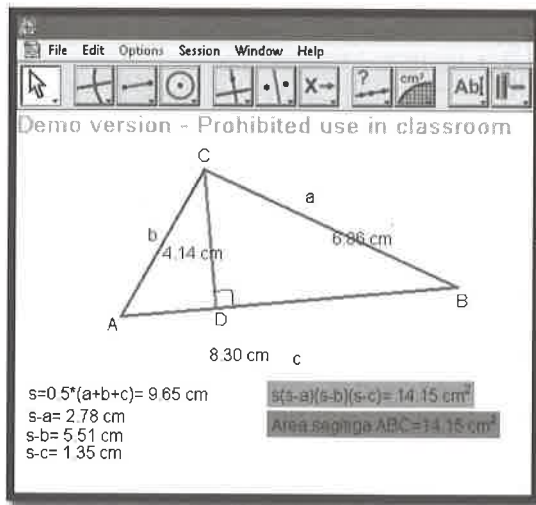 File Edit Options Session Window Help
? cm² X→ Ab
Demo version - Prohibited use in classroom
C
a
b
4.14 cm
6.86 cm
B
A
D
8.30 cm c
s=0.5*(a+b+c)= 9.65 cm
s-a= 2.78 cm
s-b= 5.51 cm
s-c= 1.35 cm
s(s-a)(s-b)(s-c)= 14.15 cm²
Area segitiga ABC=14.15 cm²